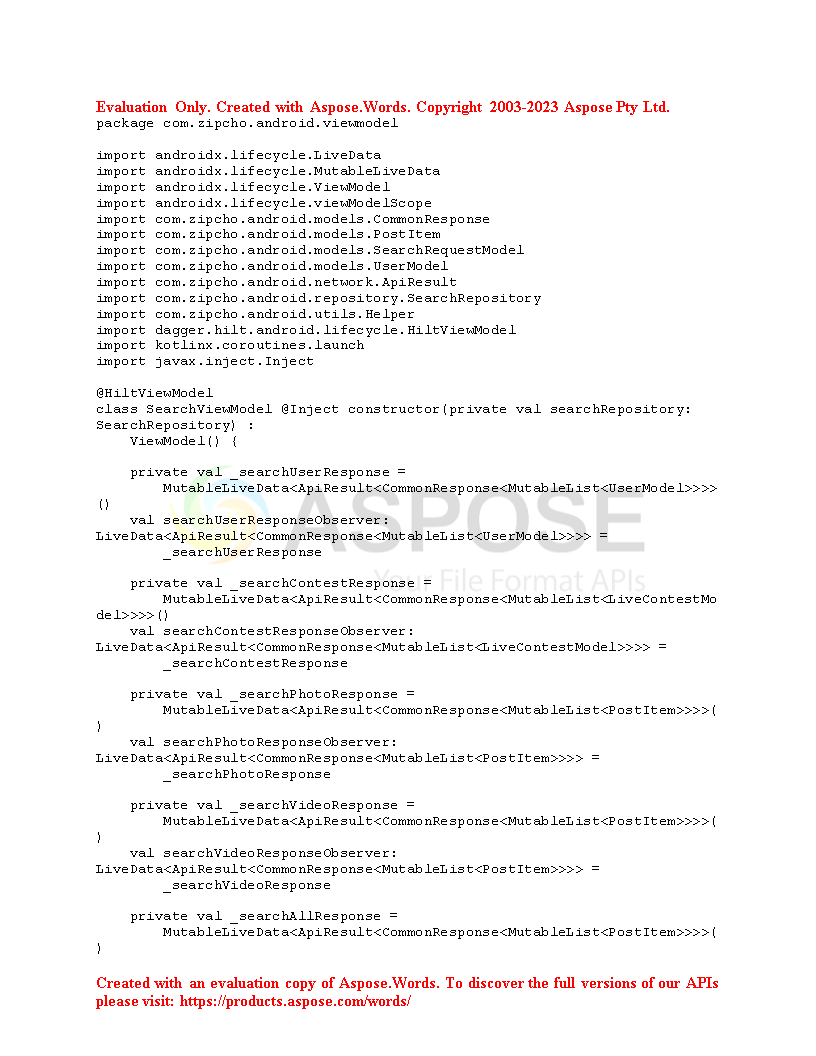 Evaluation Only. Created with Aspose.Words. Copyright 2003-2023 Aspose Pty Ltd.
package com.zipcho.android.viewmodel
import androidx.lifecycle.LiveData
import androidx.lifecycle.MutableLiveData
import androidx.lifecycle.ViewModel
import androidx.lifecycle.viewModelScope
import com.zipcho.android.models.CommonResponse
import com.zipcho.android.models.PostItem
import com.zipcho.android.models.SearchRequestModel
import com.zipcho.android.models.UserModel
import com.zipcho.android.network.ApiResult
import com.zipcho.android.repository.SearchRepository
import com.zipcho.android.utils.Helper
import dagger.hilt.android.lifecycle.HiltViewModel
import kotlinx.coroutines.launch
import javax.inject.Inject
@HiltViewModel
class SearchViewModel @Inject constructor(private val searchRepository:
SearchRepository) :
    ViewModel() {
    private val _searchUserResponse =
        MutableLiveData<ApiResult<CommonResponse<MutableList<UserModel>>>>
()
    val searchUserResponseObserver:
LiveData<ApiResult<CommonResponse<MutableList<UserModel>>>> =
        _searchUserResponse
    private val _searchContestResponse =
        MutableLiveData<ApiResult<CommonResponse<MutableList<LiveContestMo
del>>>>()
    val searchContestResponseObserver:
LiveData<ApiResult<CommonResponse<MutableList<LiveContestModel>>>> =
        _searchContestResponse
    private val _searchPhotoResponse =
        MutableLiveData<ApiResult<CommonResponse<MutableList<PostItem>>>>(
)
    val searchPhotoResponseObserver:
LiveData<ApiResult<CommonResponse<MutableList<PostItem>>>> =
        _searchPhotoResponse
    private val _searchVideoResponse =
        MutableLiveData<ApiResult<CommonResponse<MutableList<PostItem>>>>(
)
    val searchVideoResponseObserver:
LiveData<ApiResult<CommonResponse<MutableList<PostItem>>>> =
        _searchVideoResponse
    private val _searchAllResponse =
        MutableLiveData<ApiResult<CommonResponse<MutableList<PostItem>>>>(
)
ASPOSE
Your File Format APIs
Created with an evaluation copy of Aspose.Words. To discover the full versions of our APIs
please visit: https://products.aspose.com/words/